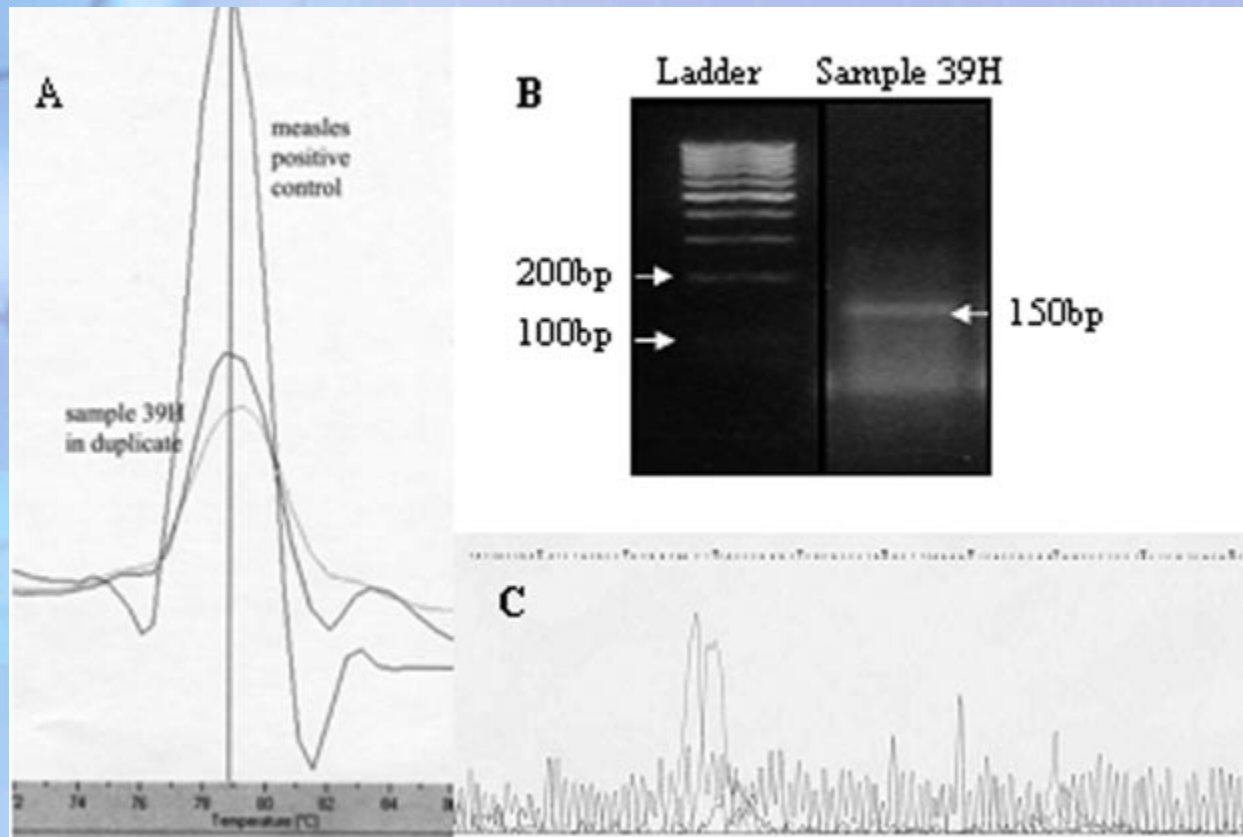 A
measles
positive
control
sample 39H
in duplicate
74
76
78
80
82
84
Temperature [°C]
B
Ladder
Sample 39H
200bp
100bp
150bp
C